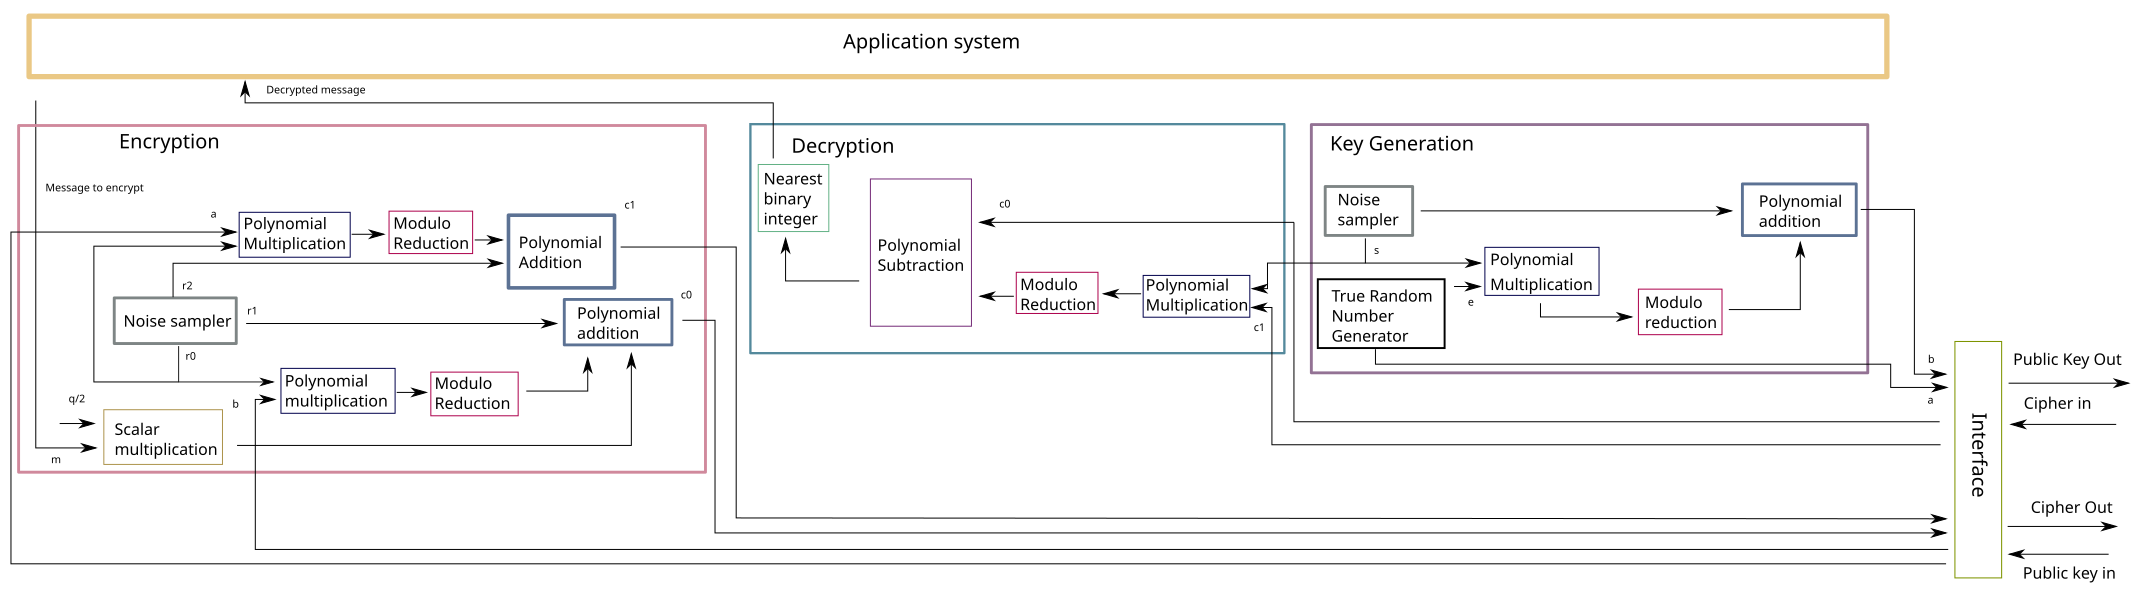 Application system
Decrypted message
Encryption
Message to encrypt
a
Polynomial
Multiplication
Modulo
Reduction
c1
Polynomial
Addition
r2
Noise sampler
r1
r0
c0
Polynomial
addition
Polynomial
multiplication
Modulo
Reduction
q/2
b
Scalar
multiplication
m
Decryption
Nearest
binary
integer
Polynomial
Subtraction
c0
Modulo
Reduction
Polynomial
Multiplication
c1
Key Generation
Noise
sampler
s
Polynomial
addition
Polynomial
Multiplication
e
True Random
Number
Generator
Modulo
reduction
b
a
Interface
Public Key Out
Cipher in
Cipher Out
Public key in